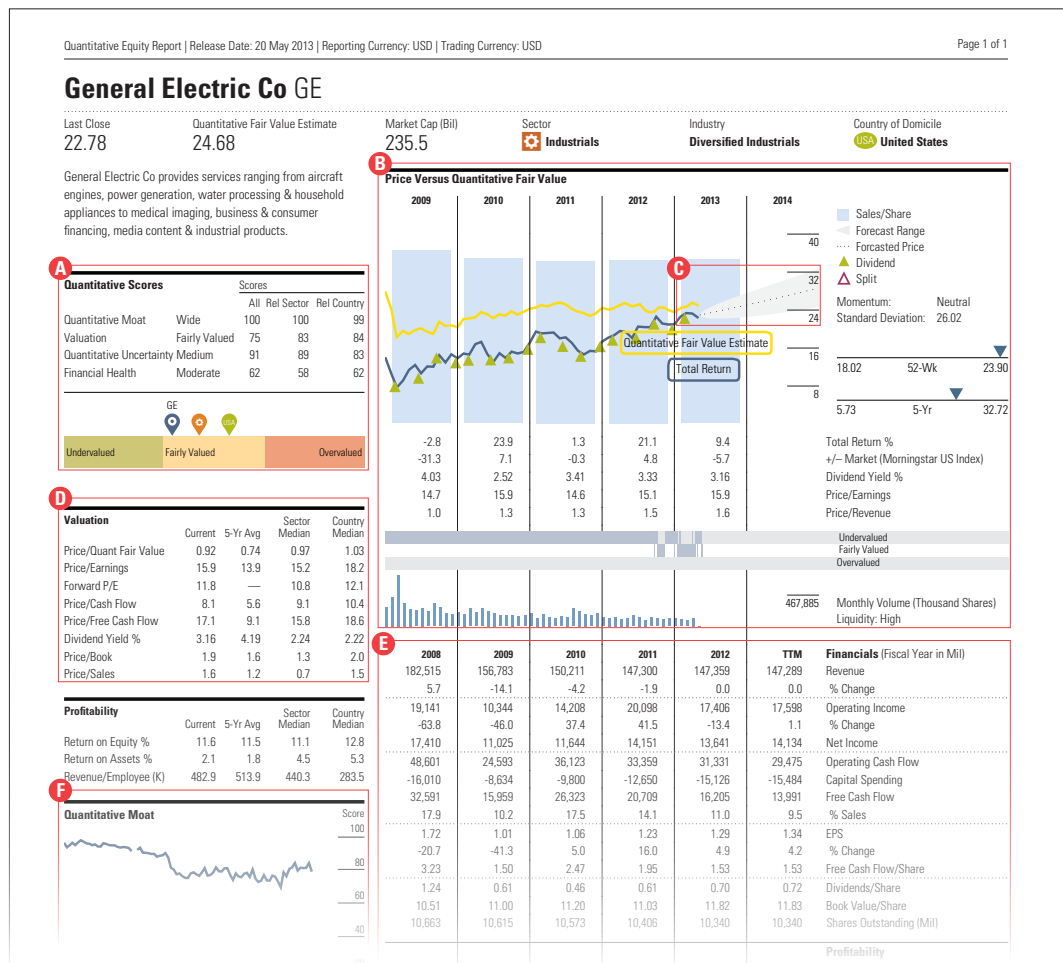 Quantitative Equity Report | Release Date: 20 May 2013 | Reporting Currency: USD | Trading Currency: USD
Page 1 of 1
General Electric Co GE
Last Close Quantitative Fair Value Estimate Market Cap (Bil) Sector Industry Country of Domicile
22.78 24.68 235.5 Industrials Diversified Industrials USA United States
General Electric Co provides services ranging from aircraft
engines, power generation, water processing & household
appliances to medical imaging, business & consumer
financing, media content & industrial products.
A
Quantitative Scores Scores
All Rel Sector Rel Country
Quantitative Moat Wide 100 100 99
Valuation Fairly Valued 75 83 84
Quantitative Uncertainty Medium 91 89 83
Financial Health Moderate 62 58 62
GE
USA
Undervalued Fairly Valued Overvalued
B
Price Versus Quantitative Fair Value
2009 2010 2011 2012 2013 2014
C
40
32
24
16
8
Sales/Share
Forecast Range
Forcasted Price
Dividend
Split
Momentum: Neutral
Standard Deviation: 26.02
Quantitative Fair Value Estimate
Total Return
18.02 52-Wk 23.90
5.73 5-Yr 32.72
-2.8 23.9 1.3 21.1 9.4 Total Return %
-31.3 7.1 -0.3 4.8 -5.7 +/– Market (Morningstar US Index)
4.03 2.52 3.41 3.33 3.16 Dividend Yield %
14.7 15.9 14.6 15.1 15.9 Price/Earnings
1.0 1.3 1.3 1.5 1.6 Price/Revenue
Undervalued
Fairly Valued
Overvalued
467,885 Monthly Volume (Thousand Shares)
Liquidity: High
D
Valuation Current 5-Yr Avg Sector Median Country Median
Price/Quant Fair Value 0.92 0.74 0.97 1.03
Price/Earnings 15.9 13.9 15.2 18.2
Forward P/E 11.8 — 10.8 12.1
Price/Cash Flow 8.1 5.6 9.1 10.4
Price/Free Cash Flow 17.1 9.1 15.8 18.6
Dividend Yield % 3.16 4.19 2.24 2.22
Price/Book 1.9 1.6 1.3 2.0
Price/Sales 1.6 1.2 0.7 1.5
Profitability Current 5-Yr Avg Sector Median Country Median
Return on Equity % 11.6 11.5 11.1 12.8
Return on Assets % 2.1 1.8 4.5 5.3
Revenue/Employee (K) 482.9 513.9 440.3 283.5
F
Quantitative Moat Score
100
80
60
40
E
2008 2009 2010 2011 2012 TTM Financials (Fiscal Year in Mil)
182,515 156,783 150,211 147,300 147,359 147,289 Revenue
5.7 -14.1 -4.2 -1.9 0.0 0.0 % Change
19,141 10,344 14,208 20,098 17,406 17,598 Operating Income
-63.8 -46.0 37.4 41.5 -13.4 1.1 % Change
17,410 11,025 11,644 14,151 13,641 14,134 Net Income
48,601 24,593 36,123 33,359 31,331 29,475 Operating Cash Flow
-16,010 -8,634 -9,800 -12,650 -15,126 -15,484 Capital Spending
32,591 15,959 26,323 20,709 16,205 13,991 Free Cash Flow
17.9 10.2 17.5 14.1 11.0 9.5 % Sales
1.72 1.01 1.06 1.23 1.29 1.34 EPS
-20.7 -41.3 5.0 16.0 4.9 4.2 % Change
3.23 1.50 2.47 1.95 1.53 1.53 Free Cash Flow/Share
1.24 0.61 0.46 0.61 0.70 0.72 Dividends/Share
10.51 11.00 11.20 11.03 11.82 11.83 Book Value/Share
10,663 10,615 10,573 10,406 10,340 10,340 Shares Outstanding (Mil)
Profitability